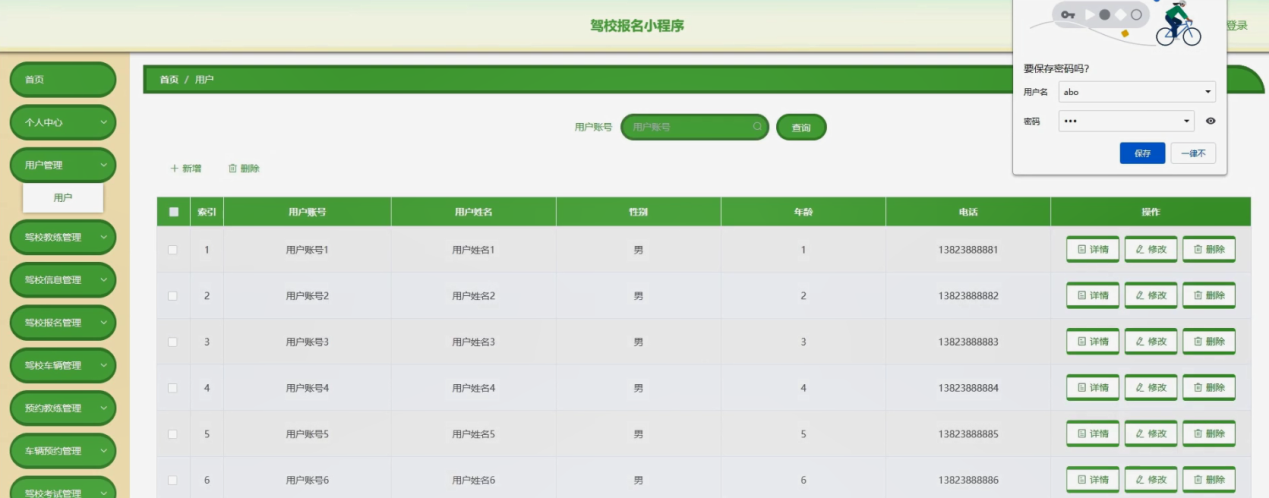 驾校报名小程序
登录
要保存密码吗?
用户名 abo
密码 •••
保存 一律不
首页
个人中心
用户管理
用户
驾校教练管理
驾校信息管理
驾校报名管理
驾校车辆管理
预约教练管理
车辆预约管理
驾校考试管理
首页 / 用户
用户账号 用户账号 查询
新增 删除
索引 用户账号 用户姓名 性别 年龄 电话 操作
1 用户账号1 用户姓名1 男 1 13823888881 详情 修改 删除
2 用户账号2 用户姓名2 男 2 13823888882 详情 修改 删除
3 用户账号3 用户姓名3 男 3 13823888883 详情 修改 删除
4 用户账号4 用户姓名4 男 4 13823888884 详情 修改 删除
5 用户账号5 用户姓名5 男 5 13823888885 详情 修改 删除
6 用户账号6 用户姓名6 男 6 13823888886 详情 修改 删除